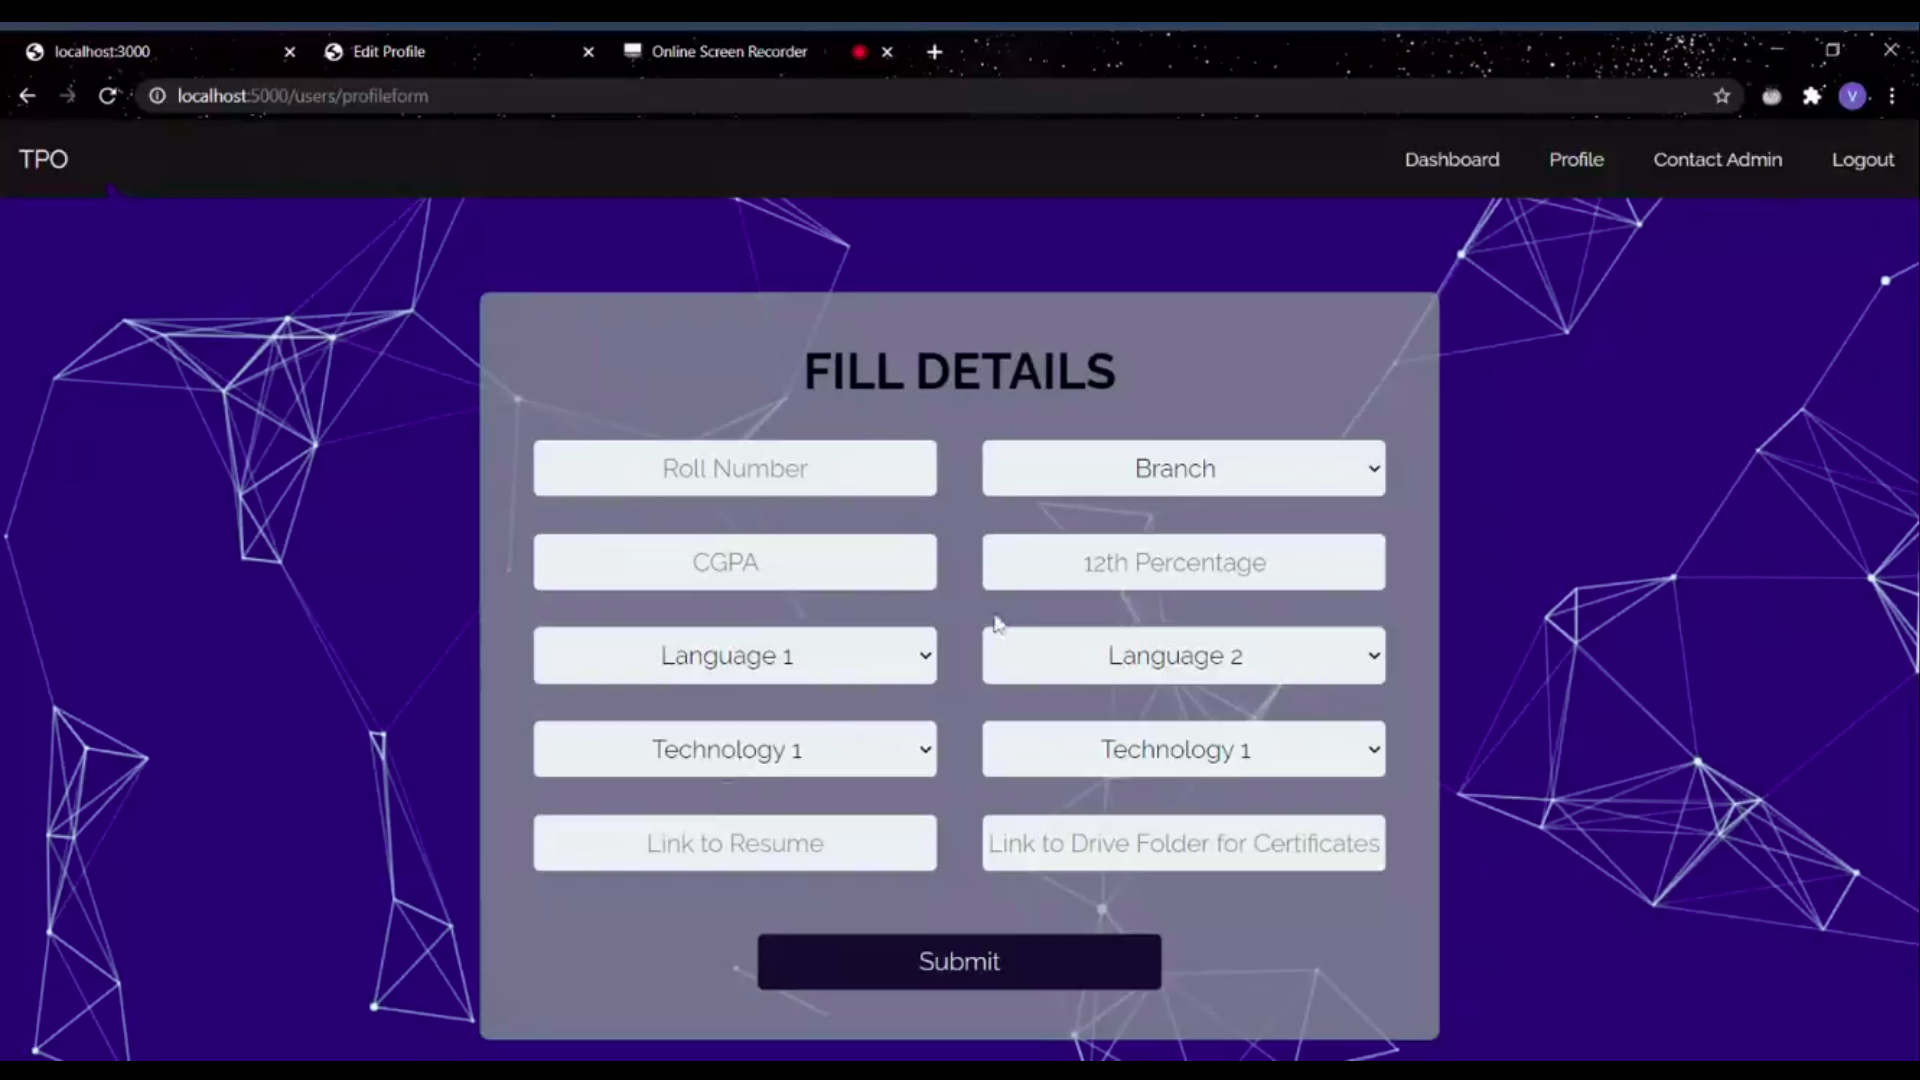 localhost:3000
Edit Profile
Online Screen Recorder
localhost:5000/users/profileform
V
TPO
Dashboard
Profile
Contact Admin
Logout
FILL DETAILS
Roll Number
Branch
CGPA
12th Percentage
Language 1
Language 2
Technology 1
Technology 1
Link to Resume
Link to Drive Folder for Certificates
Submit